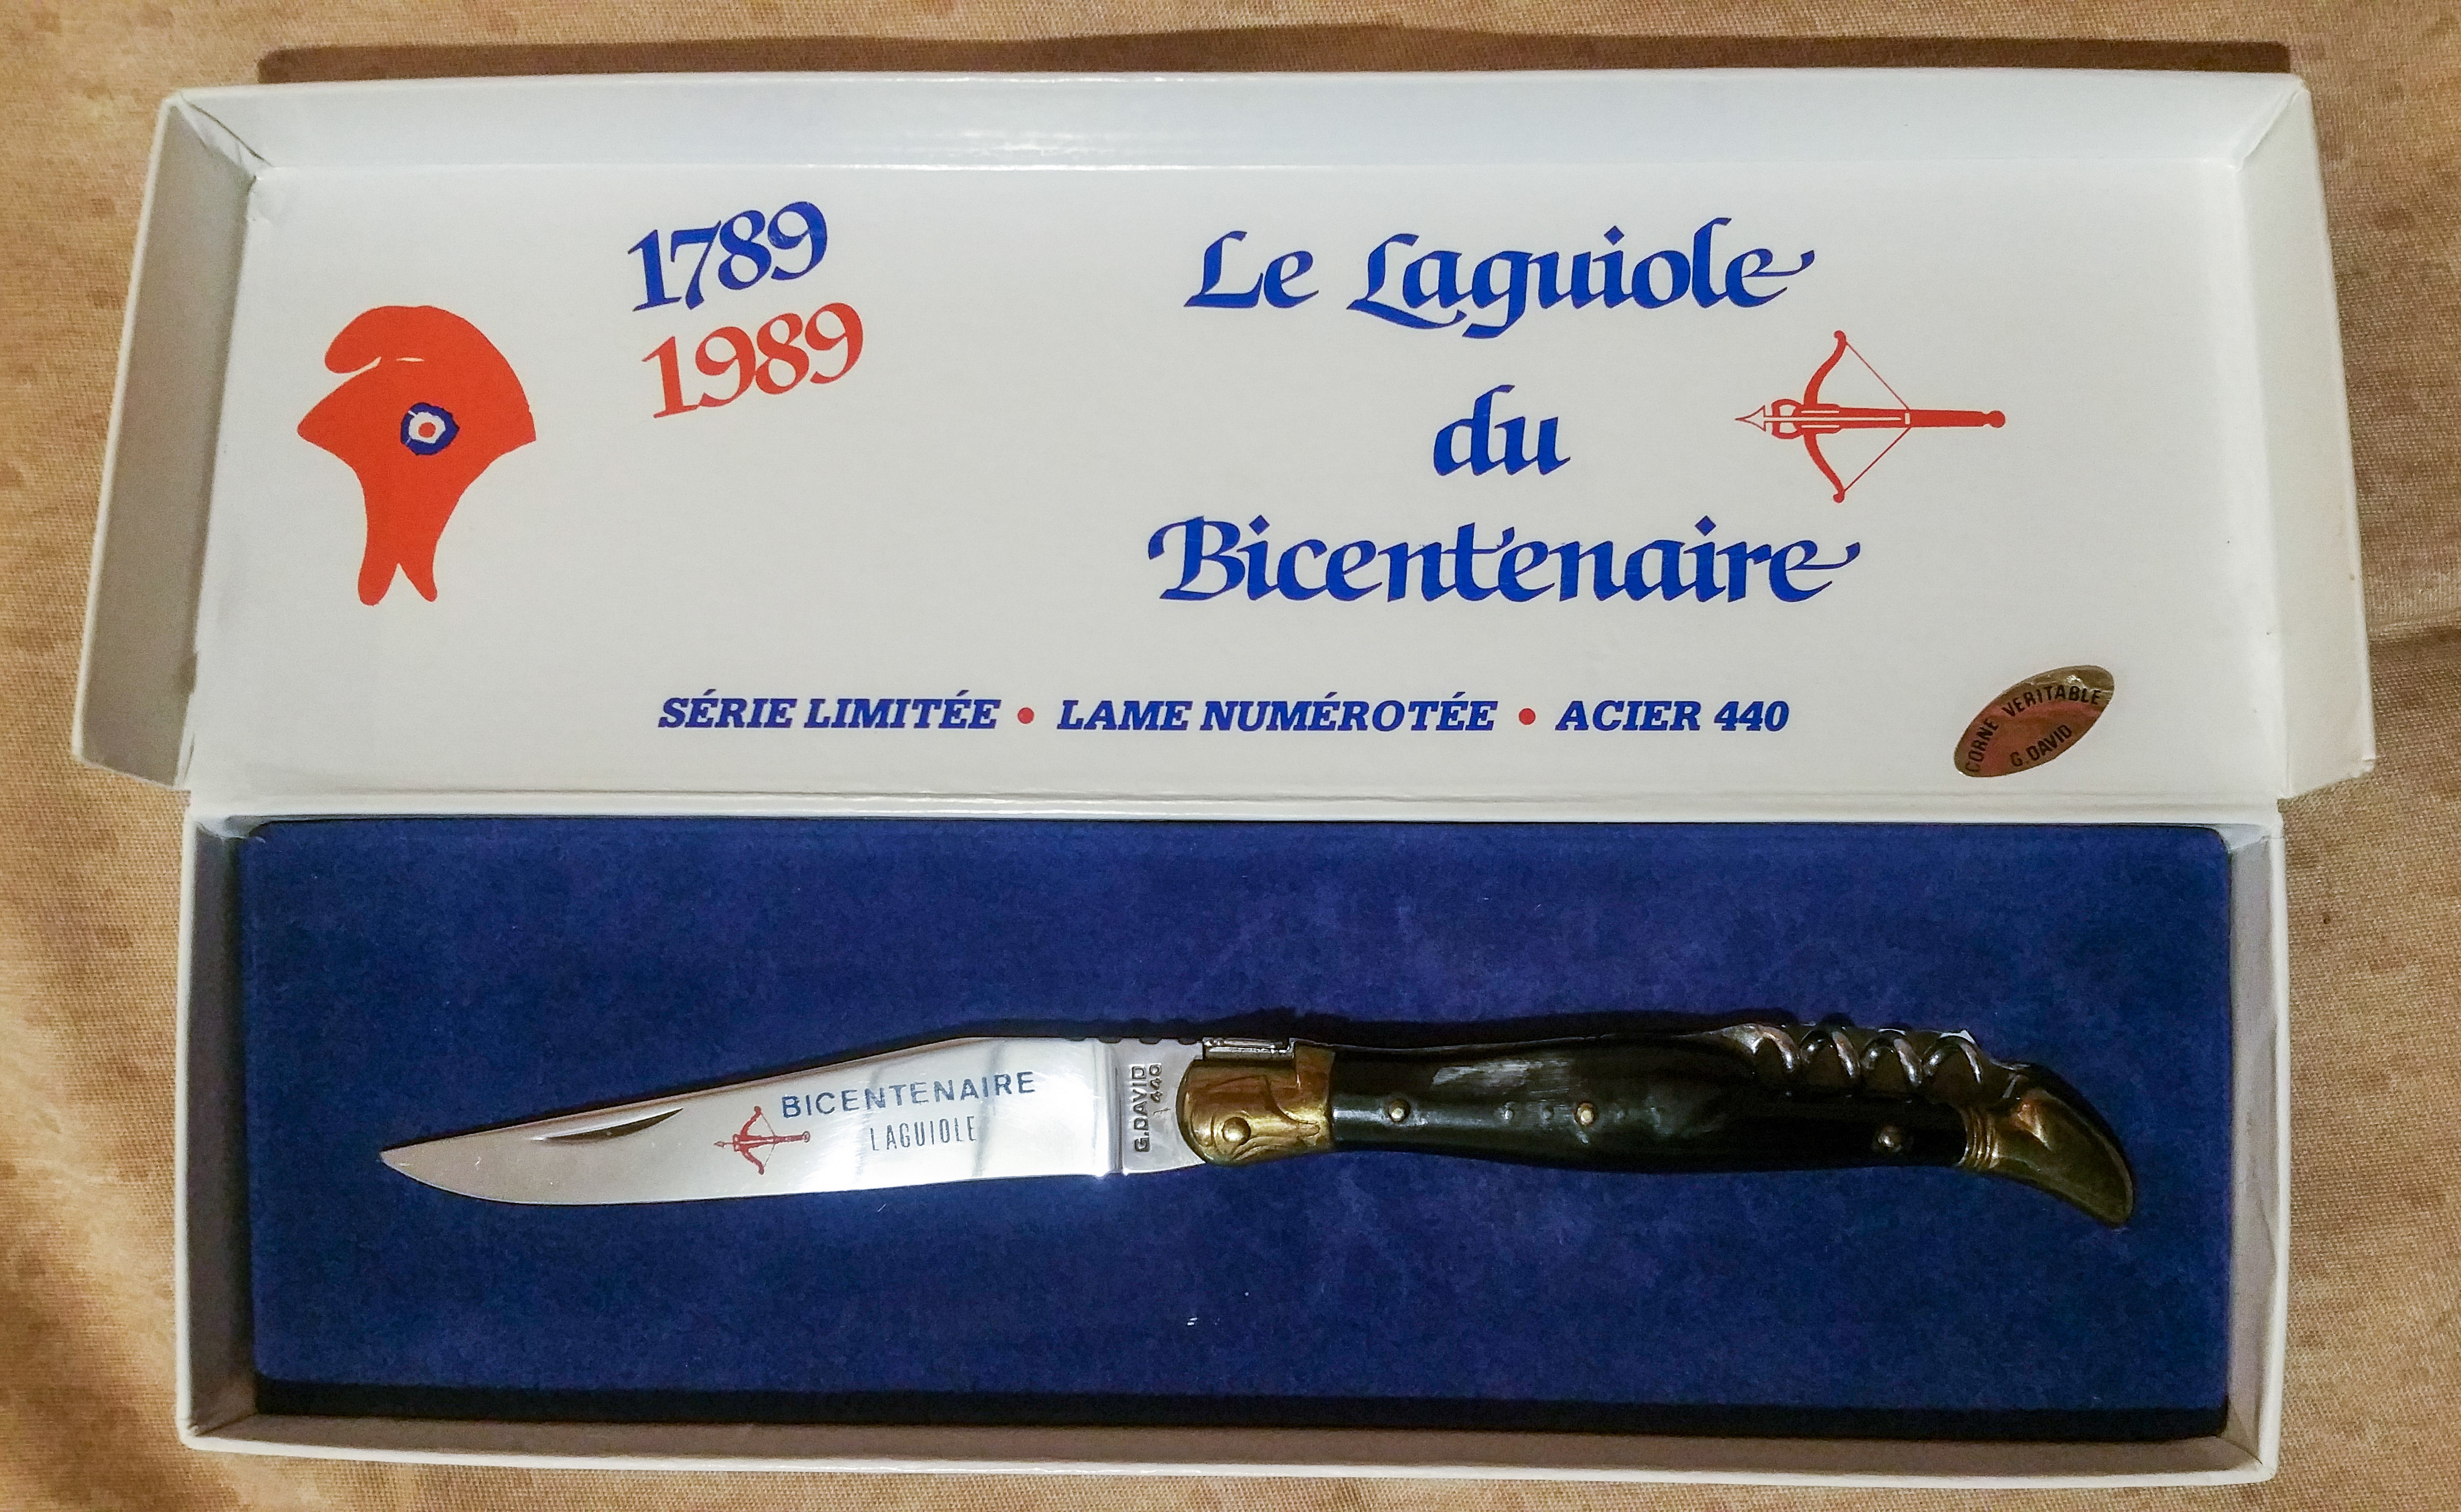 1789
1989
Le Laguiole
du
Bicentenaire
SÉRIE LIMITÉE • LAME NUMÉROTÉE • ACIER 440
CORNE VERITABLE
G.DAVID
BICENTENAIRE
LAGUIOLE
G.DAVID
440